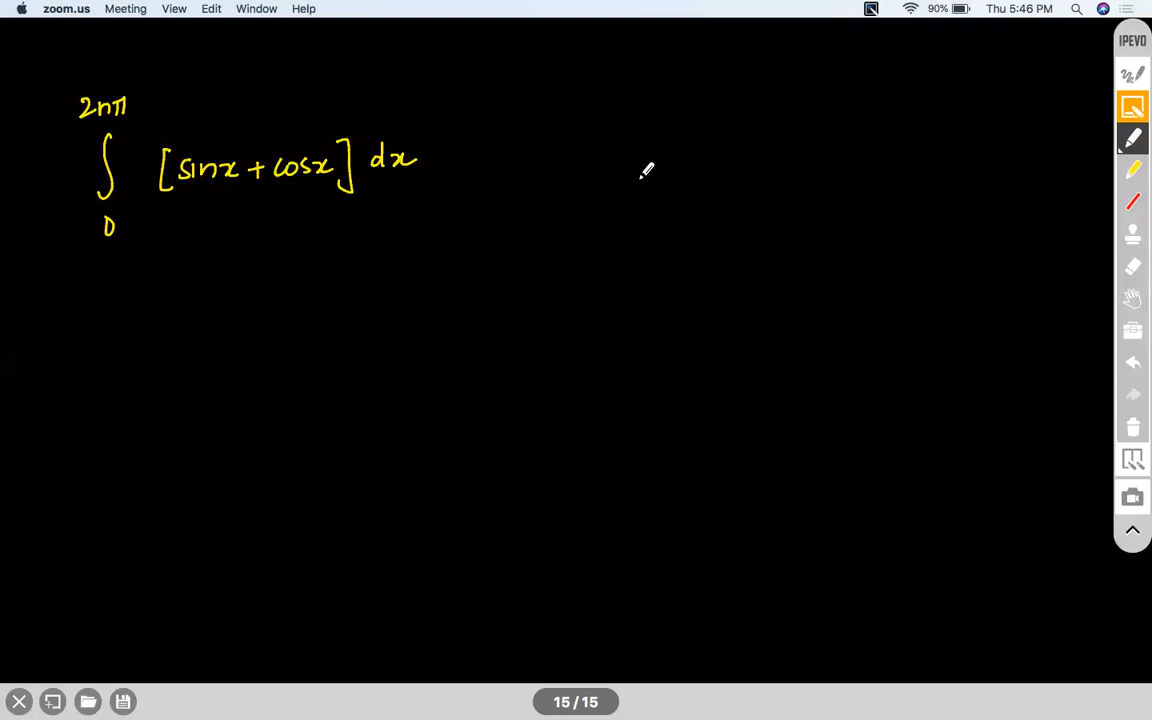 zoom.us Meeting View Edit Window Help 90% Thu 5:46 PM
IPEVO
2nπ
∫ [sinx + cosx] dx
0
15 / 15